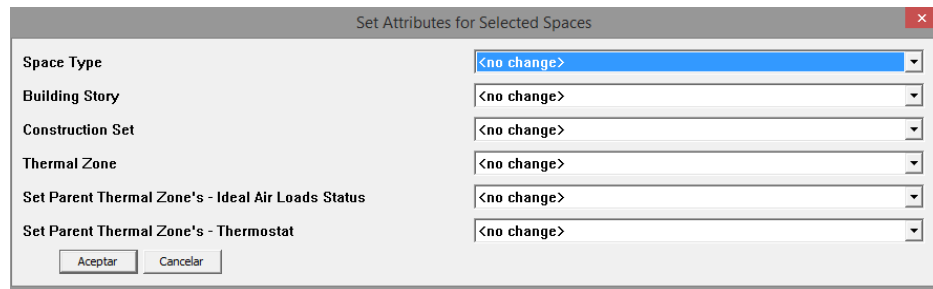 Set Attributes for Selected Spaces
Space Type <no change>
Building Story <no change>
Construction Set <no change>
Thermal Zone <no change>
Set Parent Thermal Zone's - Ideal Air Loads Status <no change>
Set Parent Thermal Zone's - Thermostat <no change>
Aceptar Cancelar